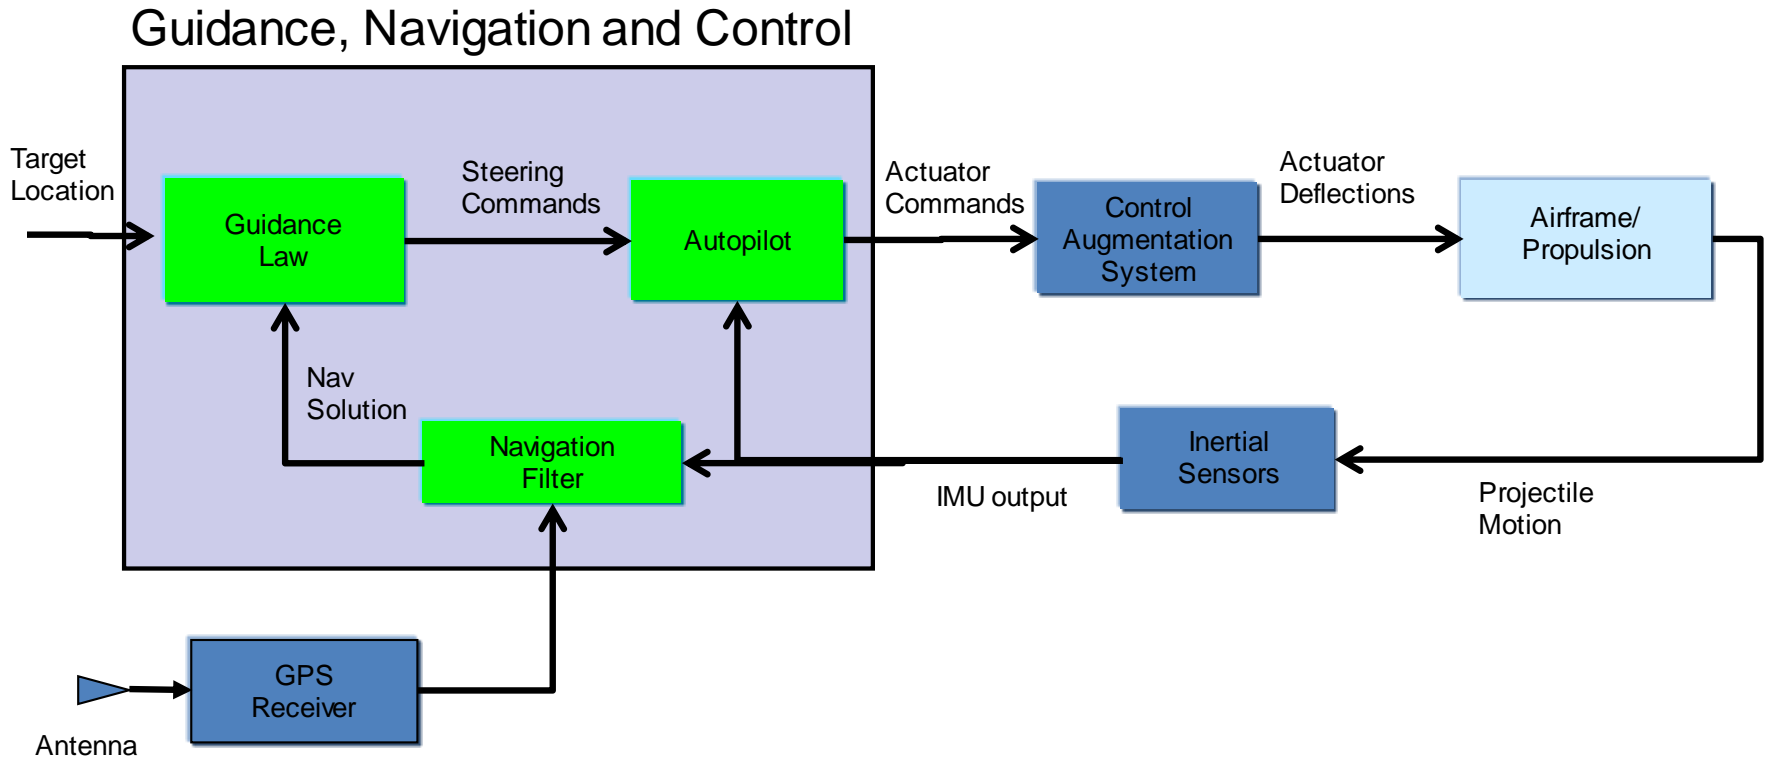 Guidance, Navigation and Control
Target
Location
Guidance
Law
Steering
Commands
Autopilot
Actuator
Commands
Control
Augmentation
System
Actuator
Deflections
Airframe/
Propulsion
Nav
Solution
Navigation
Filter
IMU output
Inertial
Sensors
Projectile
Motion
GPS
Receiver
Antenna